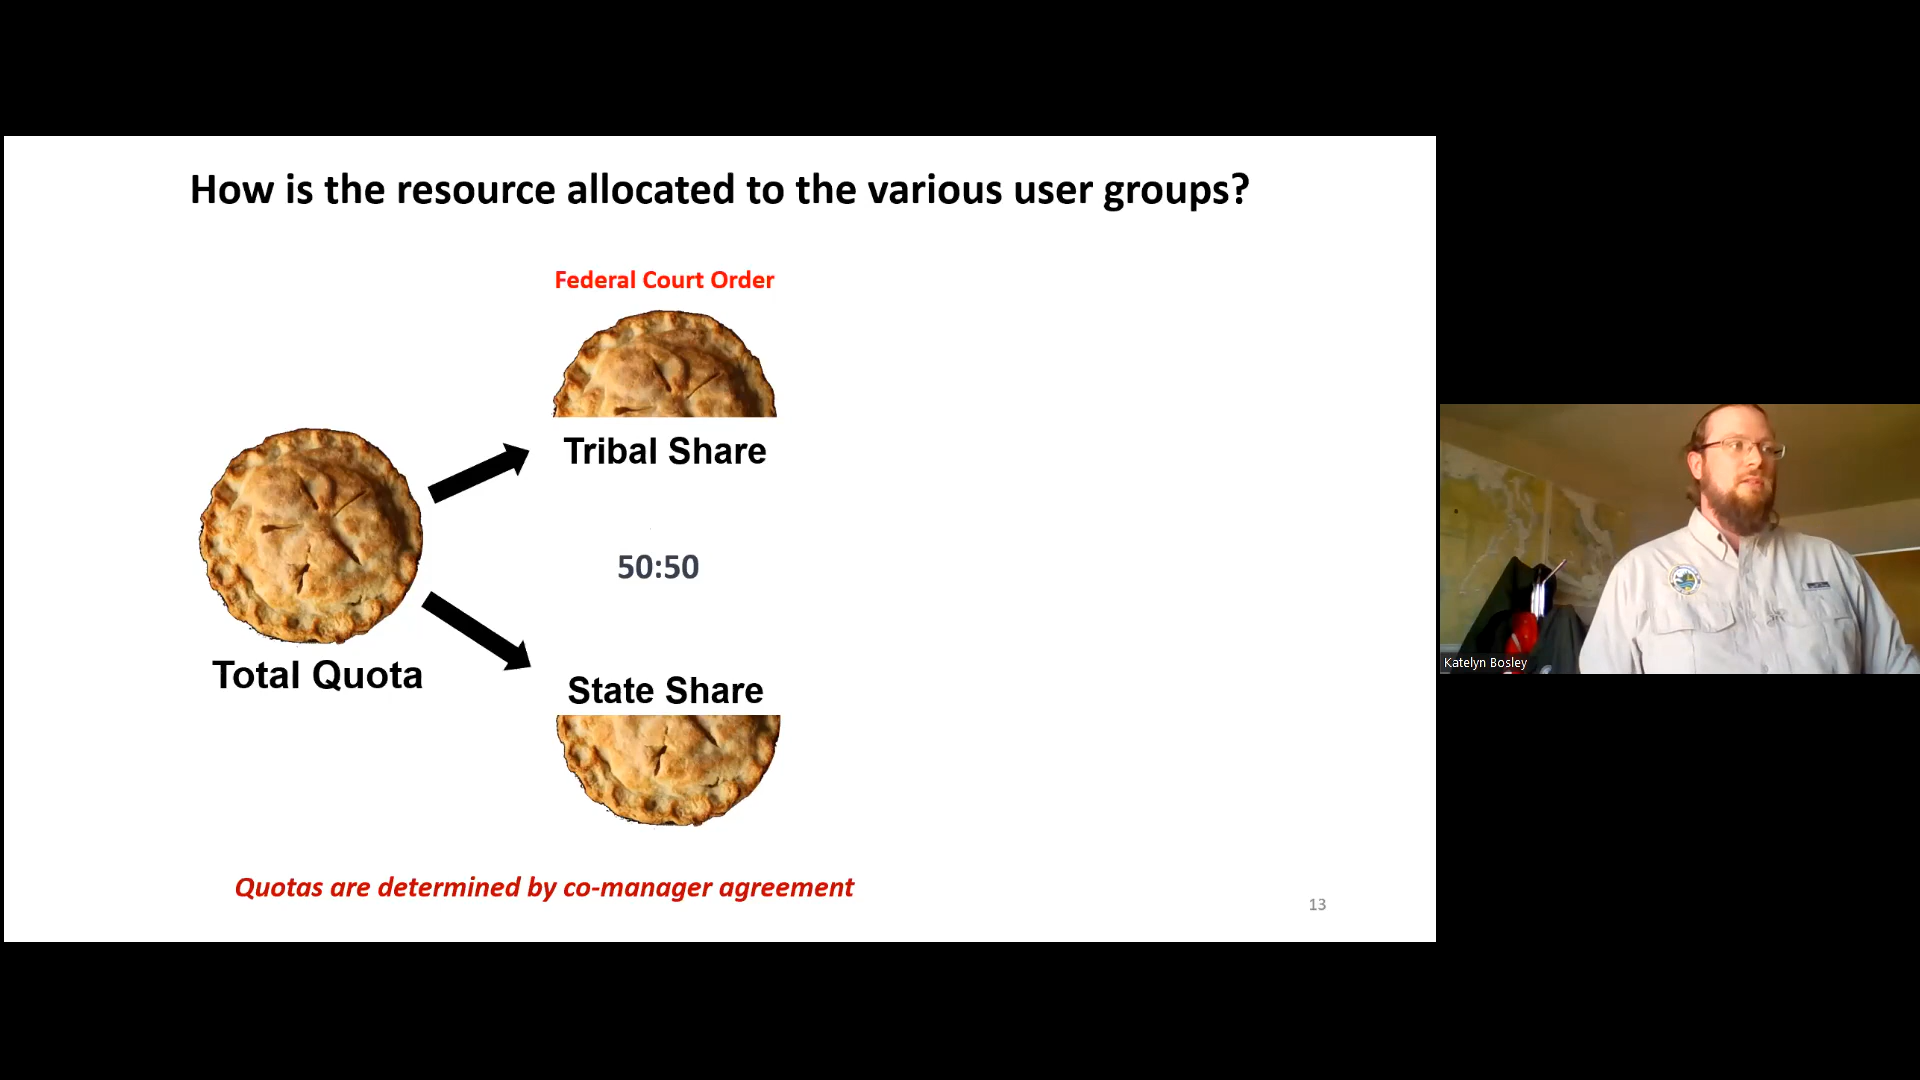 How is the resource allocated to the various user groups?
Federal Court Order
Tribal Share
50:50
Total Quota
State Share
Quotas are determined by co-manager agreement
13
Katelyn Bosley